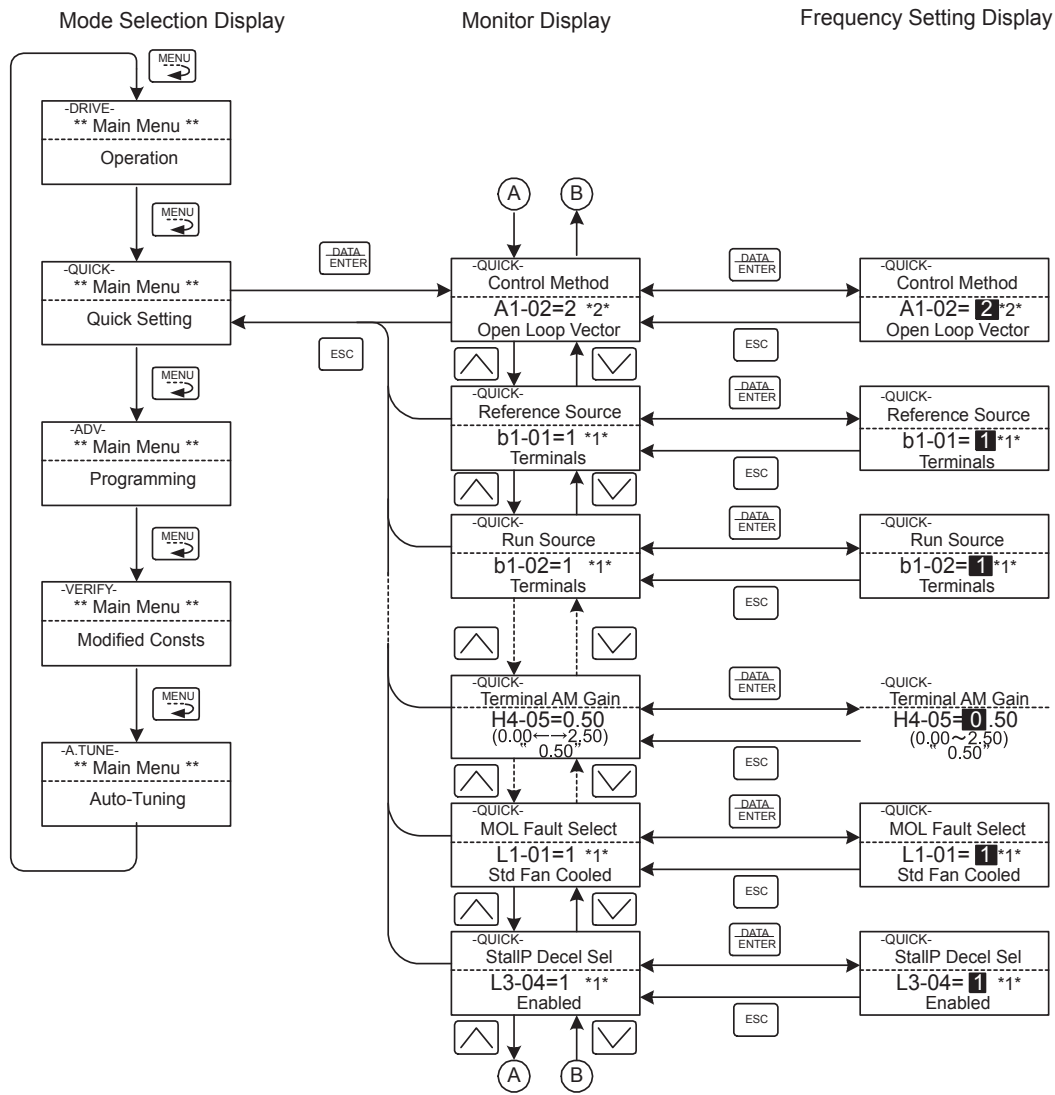 Mode Selection Display
Monitor Display
Frequency Setting Display
MENU
-DRIVE-
** Main Menu **
Operation
MENU
-QUICK-
** Main Menu **
Quick Setting
MENU
-ADV-
** Main Menu **
Programming
MENU
-VERIFY-
** Main Menu **
Modified Consts
MENU
-A.TUNE-
** Main Menu **
Auto-Tuning
DATA
ENTER
ESC
A
B
-QUICK-
Control Method
A1-02=2 *2*
Open Loop Vector
DATA
ENTER
ESC
-QUICK-
Control Method
A1-02= 2 *2*
Open Loop Vector
-QUICK-
Reference Source
b1-01=1 *1*
Terminals
DATA
ENTER
ESC
-QUICK-
Reference Source
b1-01= 1 *1*
Terminals
-QUICK-
Run Source
b1-02=1 *1*
Terminals
DATA
ENTER
ESC
-QUICK-
Run Source
b1-02= 1 *1*
Terminals
-QUICK-
Terminal AM Gain
H4-05=0.50
(0.00←→2.50)
"0.50"
DATA
ENTER
ESC
-QUICK-
Terminal AM Gain
H4-05=0.50
(0.00~2.50)
"0.50"
-QUICK-
MOL Fault Select
L1-01=1 *1*
Std Fan Cooled
DATA
ENTER
ESC
-QUICK-
MOL Fault Select
L1-01= 1 *1*
Std Fan Cooled
-QUICK-
StallP Decel Sel
L3-04=1 *1*
Enabled
DATA
ENTER
ESC
-QUICK-
StallP Decel Sel
L3-04= 1 *1*
Enabled
A
B